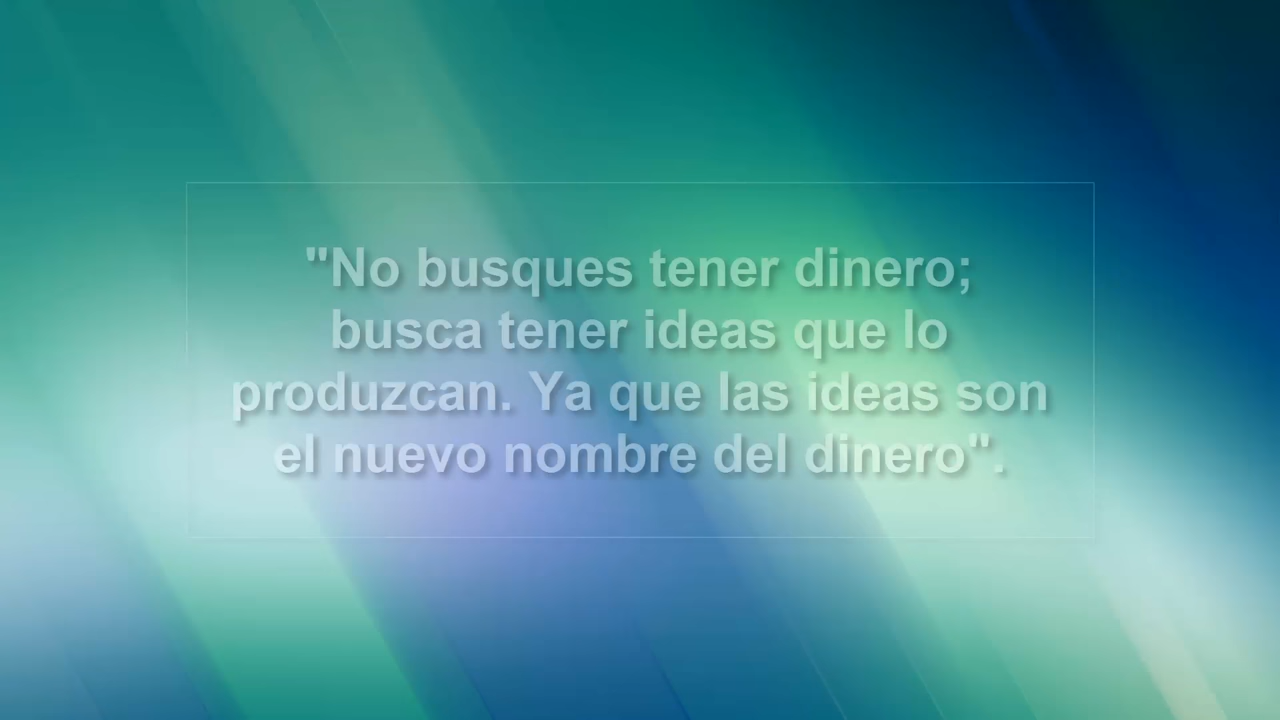 "No busques tener dinero;
busca tener ideas que lo
produzcan. Ya que las ideas son
el nuevo nombre del dinero".